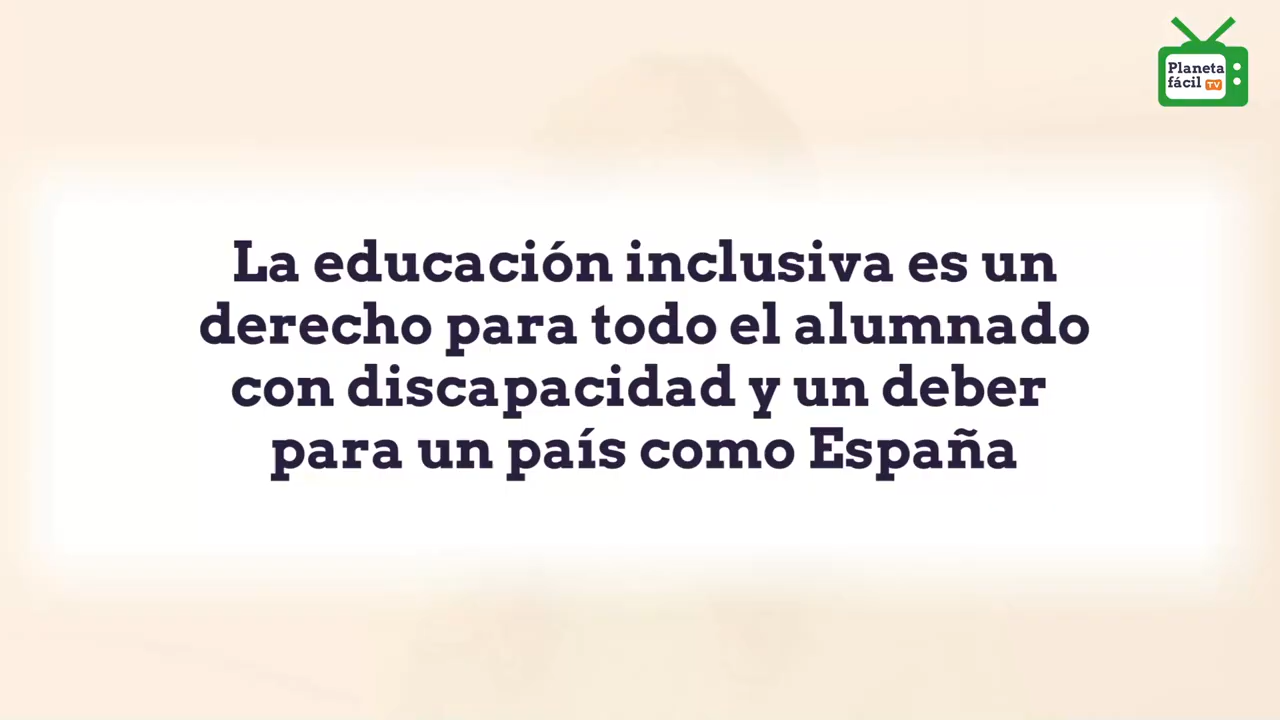 Planeta
fácil TV
La educación inclusiva es un
derecho para todo el alumnado
con discapacidad y un deber
para un país como España